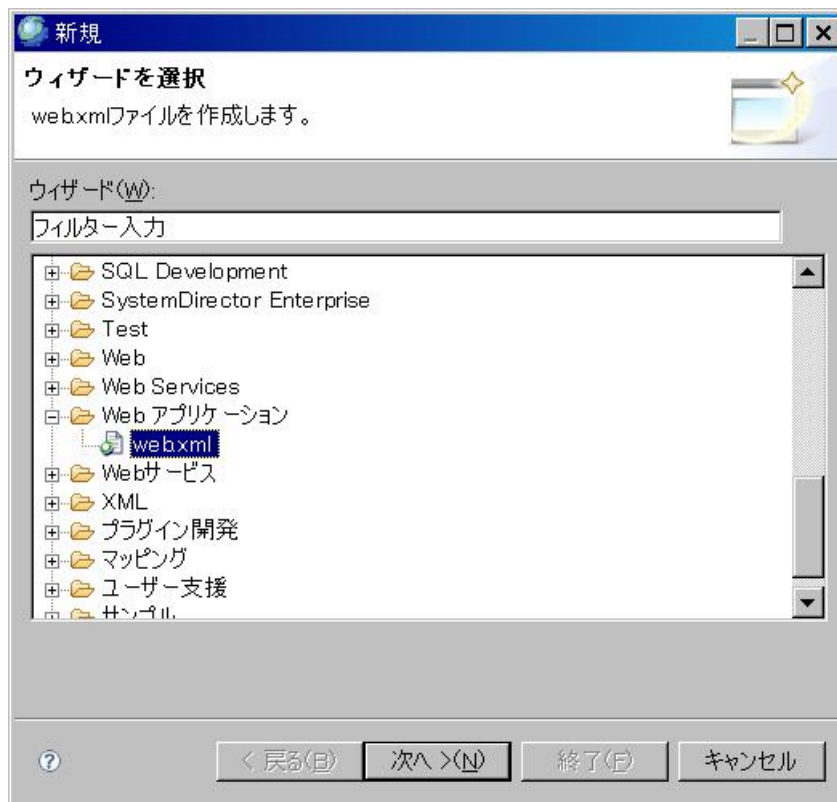 新規
ウィザードを選択
web.xmlファイルを作成します。
ウィザード(W):
フィルター入力
SQL Development
SystemDirector Enterprise
Test
Web
Web Services
Web アプリケーション
web.xml
Webサービス
XML
プラグイン開発
マッピング
ユーザー支援
サンプル
?
< 戻る(B)
次へ >(N)
終了(F)
キャンセル